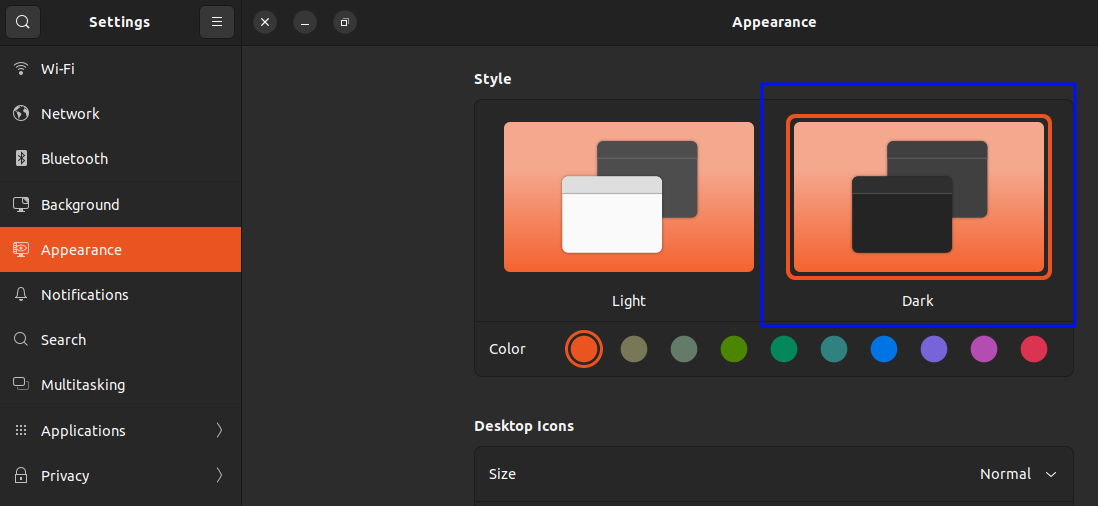 Settings
Appearance
Wi-Fi
Network
Bluetooth
Background
Appearance
Notifications
Search
Multitasking
Applications
Privacy
Style
Light
Dark
Color
Desktop Icons
Size
Normal